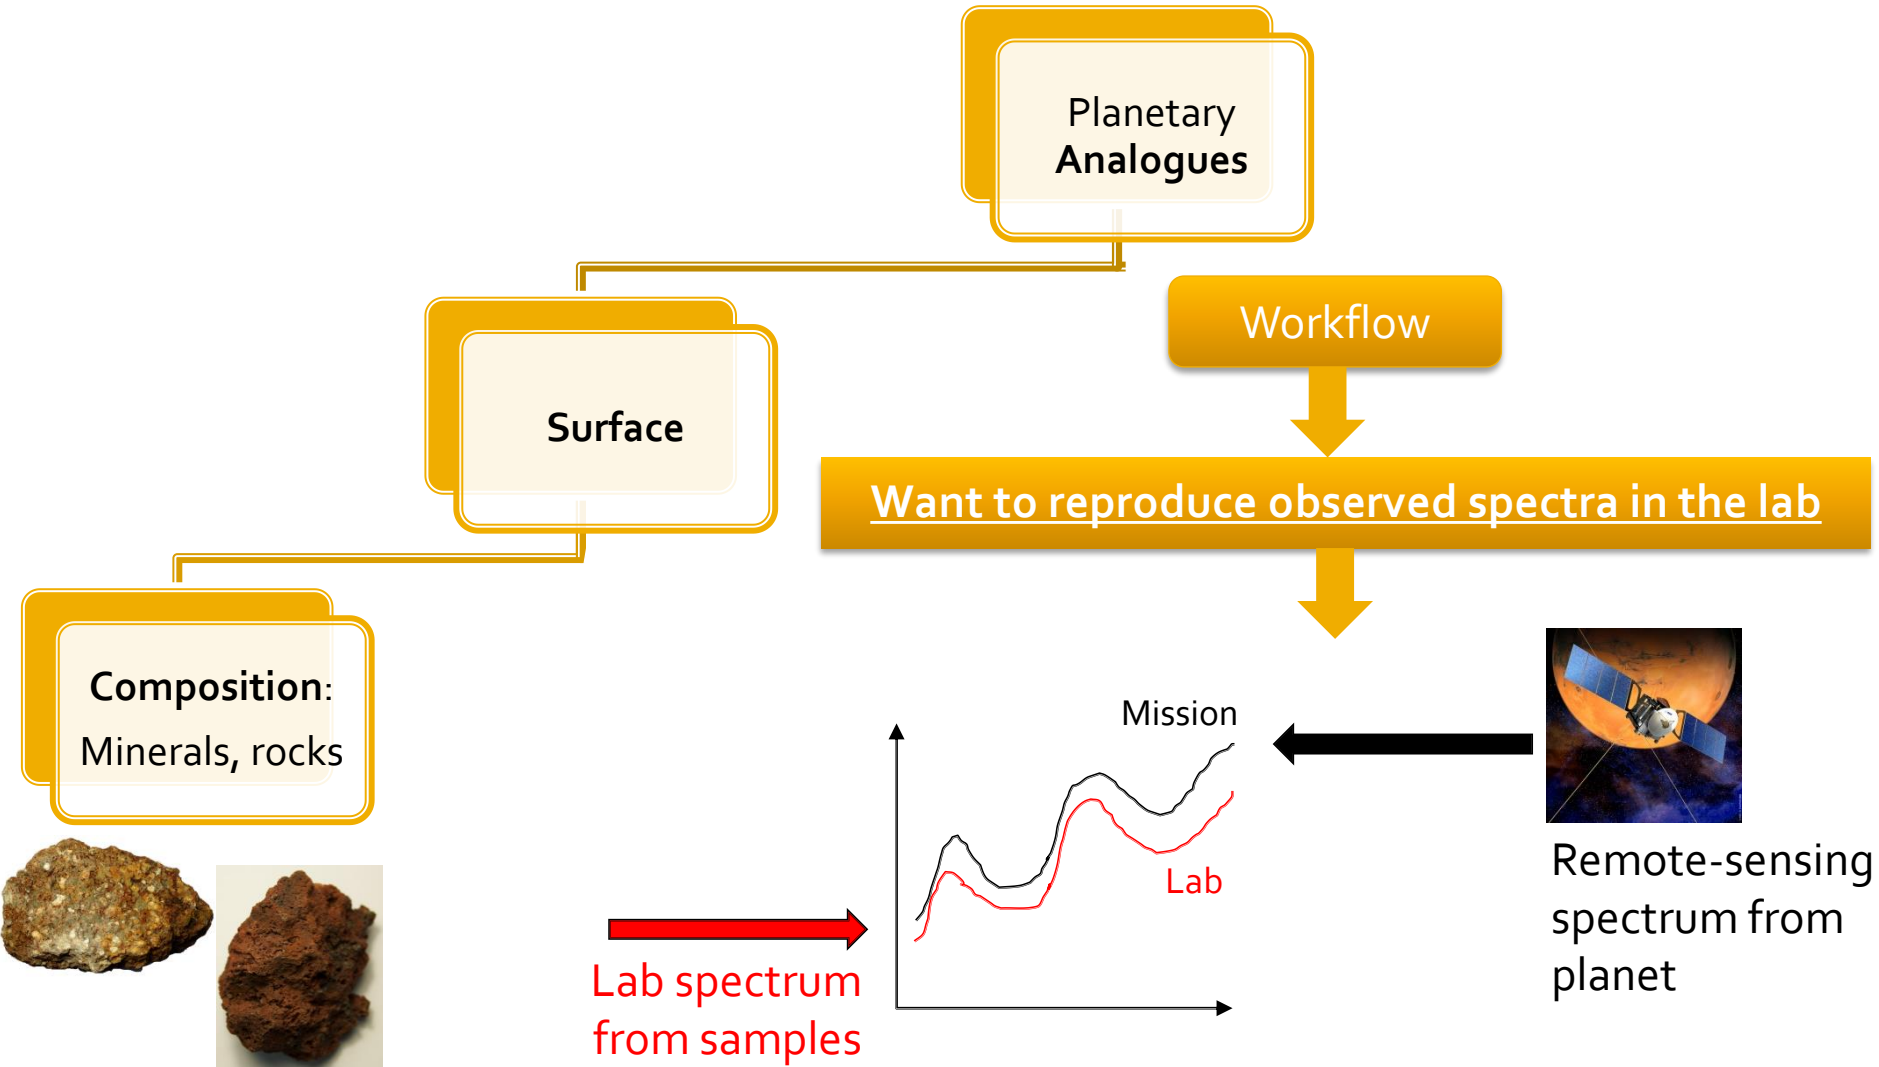 Planetary
Analogues
Surface
Composition:
Minerals, rocks
Workflow
Want to reproduce observed spectra in the lab
Mission
Lab
Lab spectrum
from samples
Remote-sensing
spectrum from
planet